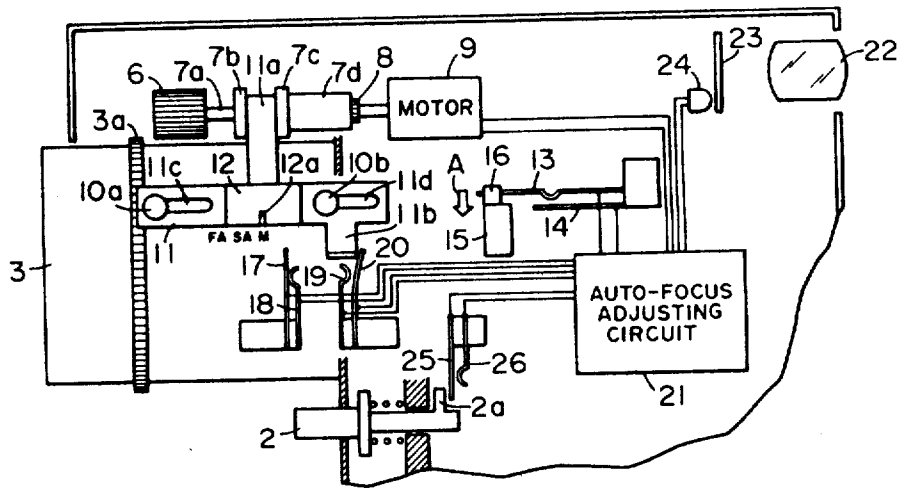 23
22
24
9
8
7d
7c
11a
7b
7a
6
MOTOR
3a
11c
12
12a
10b
11d
10a
11b
A
16
13
15
14
11
FA SA M
3
17
19
20
18
AUTO-FOCUS
ADJUSTING
CIRCUIT
25
26
21
2
2a